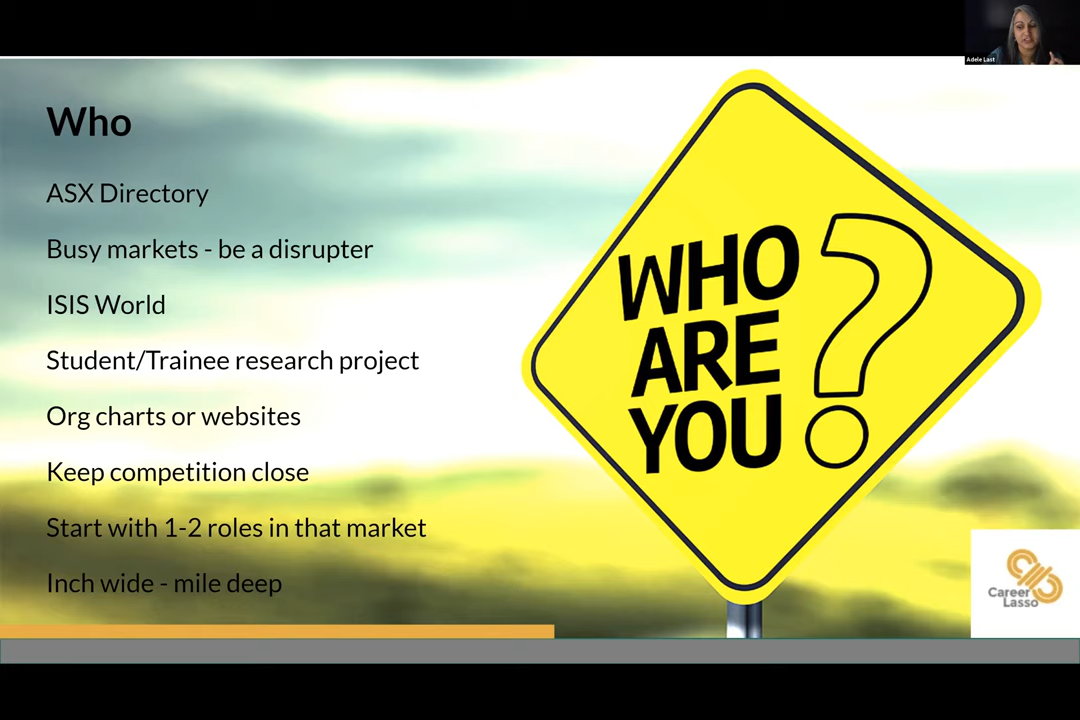 Adele Last
Who
ASX Directory
Busy markets - be a disrupter
ISIS World
Student/Trainee research project
Org charts or websites
Keep competition close
Start with 1-2 roles in that market
Inch wide - mile deep
WHO
ARE
YOU?
Career
Lasso